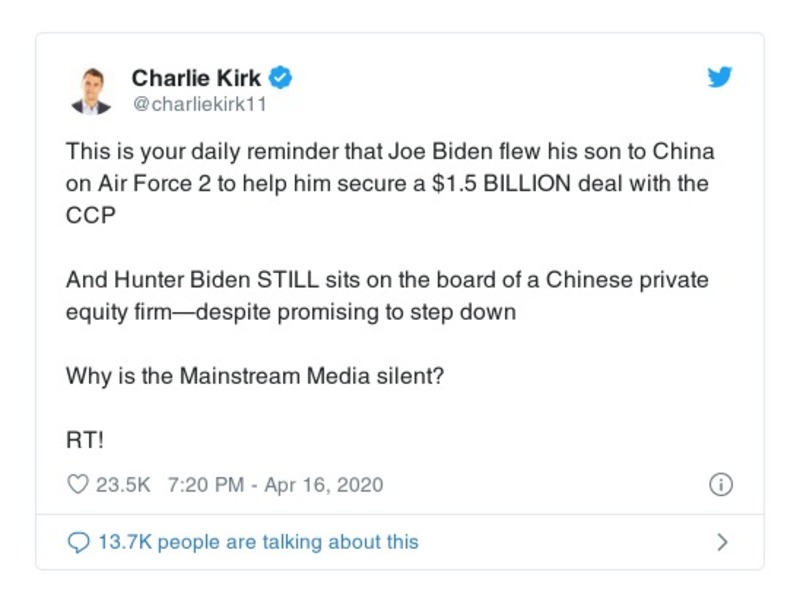 Charlie Kirk
@charliekirk11
This is your daily reminder that Joe Biden flew his son to China
on Air Force 2 to help him secure a $1.5 BILLION deal with the
CCP
And Hunter Biden STILL sits on the board of a Chinese private
equity firm—despite promising to step down
Why is the Mainstream Media silent?
RT!
23.5K 7:20 PM - Apr 16, 2020
13.7K people are talking about this